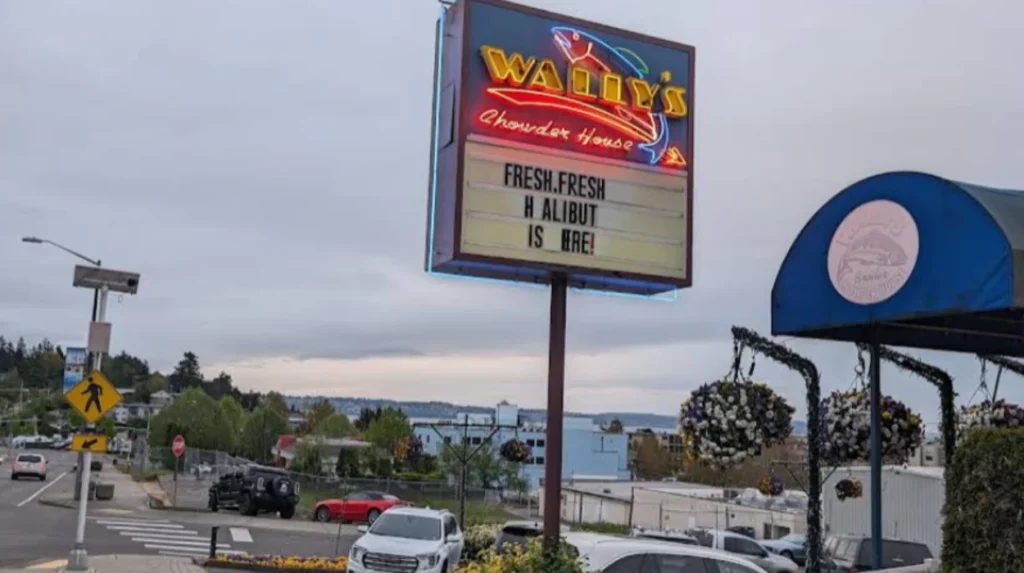 WALLY'S
Chowder House
FRESH.FRESH
H ALIBUT
IS HERE!